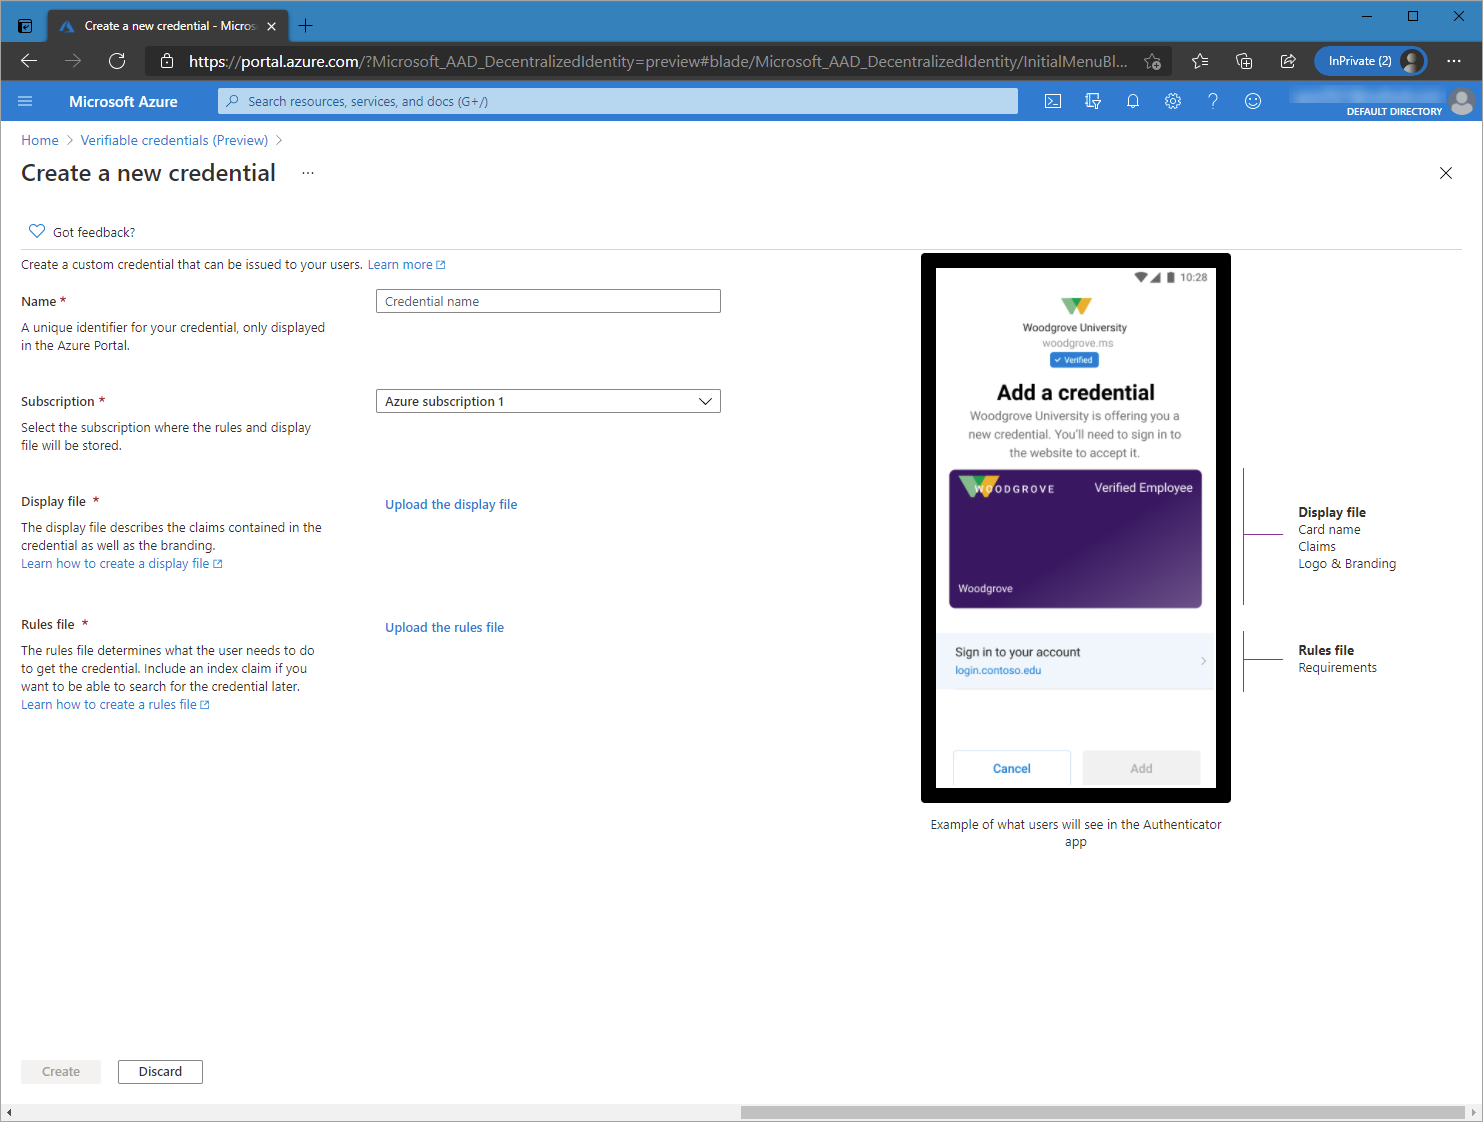 Create a new credential - Micros
https://portal.azure.com/?Microsoft_AAD_DecentralizedIdentity=preview#blade/Microsoft_AAD_DecentralizedIdentity/InitialMenuBl...
InPrivate (2)
Microsoft Azure
Search resources, services, and docs (G+/)
DEFAULT DIRECTORY
Home > Verifiable credentials (Preview) >
Create a new credential ...
Got feedback?
Create a custom credential that can be issued to your users. Learn more
Name *
Credential name
A unique identifier for your credential, only displayed
in the Azure Portal.
Subscription *
Azure subscription 1
Select the subscription where the rules and display
file will be stored.
Display file *
Upload the display file
The display file describes the claims contained in the
credential as well as the branding.
Learn how to create a display file
Rules file *
Upload the rules file
The rules file determines what the user needs to do
to get the credential. Include an index claim if you
want to be able to search for the credential later.
Learn how to create a rules file
10:28
Woodgrove University
woodgrove.ms
Verified
Add a credential
Woodgrove University is offering you a
new credential. You'll need to sign in to
the website to accept it.
WOODGROVE
Verified Employee
Woodgrove
Sign in to your account
login.contoso.edu
Cancel
Add
Display file
Card name
Claims
Logo & Branding
Rules file
Requirements
Example of what users will see in the Authenticator
app
Create
Discard